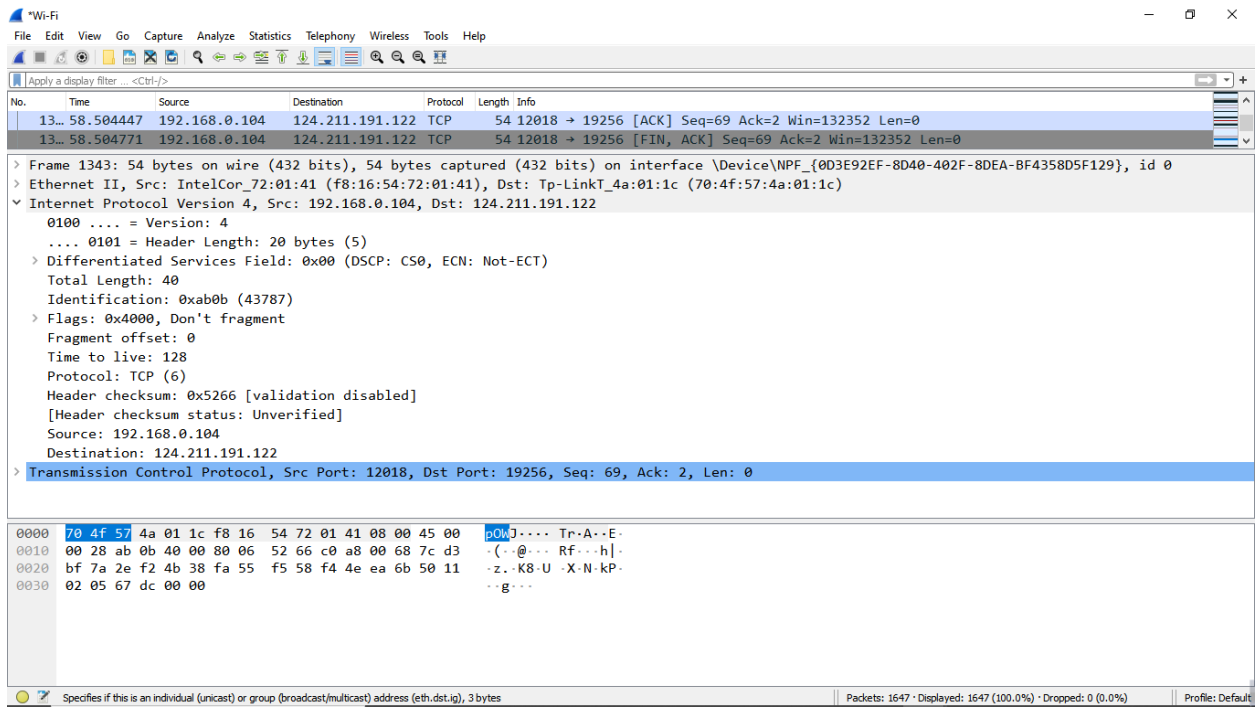 *Wi-Fi
File Edit View Go Capture Analyze Statistics Telephony Wireless Tools Help
Apply a display filter ... <Ctrl-/>
No. Time Source Destination Protocol Length Info
13… 58.504447 192.168.0.104 124.211.191.122 TCP 54 12018 → 19256 [ACK] Seq=69 Ack=2 Win=132352 Len=0
13… 58.504771 192.168.0.104 124.211.191.122 TCP 54 12018 → 19256 [FIN, ACK] Seq=69 Ack=2 Win=132352 Len=0
> Frame 1343: 54 bytes on wire (432 bits), 54 bytes captured (432 bits) on interface \Device\NPF_{0D3E92EF-8D40-402F-8DEA-BF4358D5F129}, id 0
> Ethernet II, Src: IntelCor_72:01:41 (f8:16:54:72:01:41), Dst: Tp-LinkT_4a:01:1c (70:4f:57:4a:01:1c)
Internet Protocol Version 4, Src: 192.168.0.104, Dst: 124.211.191.122
0100 .... = Version: 4
.... 0101 = Header Length: 20 bytes (5)
> Differentiated Services Field: 0x00 (DSCP: CS0, ECN: Not-ECT)
Total Length: 40
Identification: 0xab0b (43787)
> Flags: 0x4000, Don't fragment
Fragment offset: 0
Time to live: 128
Protocol: TCP (6)
Header checksum: 0x5266 [validation disabled]
[Header checksum status: Unverified]
Source: 192.168.0.104
Destination: 124.211.191.122
> Transmission Control Protocol, Src Port: 12018, Dst Port: 19256, Seq: 69, Ack: 2, Len: 0
0000 70 4f 57 4a 01 1c f8 16 54 72 01 41 08 00 45 00 pOWJ···· Tr·A··E·
0010 00 28 ab 0b 40 00 80 06 52 66 c0 a8 00 68 7c d3 ·(··@··· Rf···h|·
0020 bf 7a 2e f2 4b 38 fa 55 f5 58 f4 4e ea 6b 50 11 ·z.·K8·U ·X·N·kP·
0030 02 05 67 dc 00 00 ··g···
Specifies if this is an individual (unicast) or group (broadcast/multicast) address (eth.dst.ig), 3 bytes Packets: 1647 · Displayed: 1647 (100.0%) · Dropped: 0 (0.0%) Profile: Default